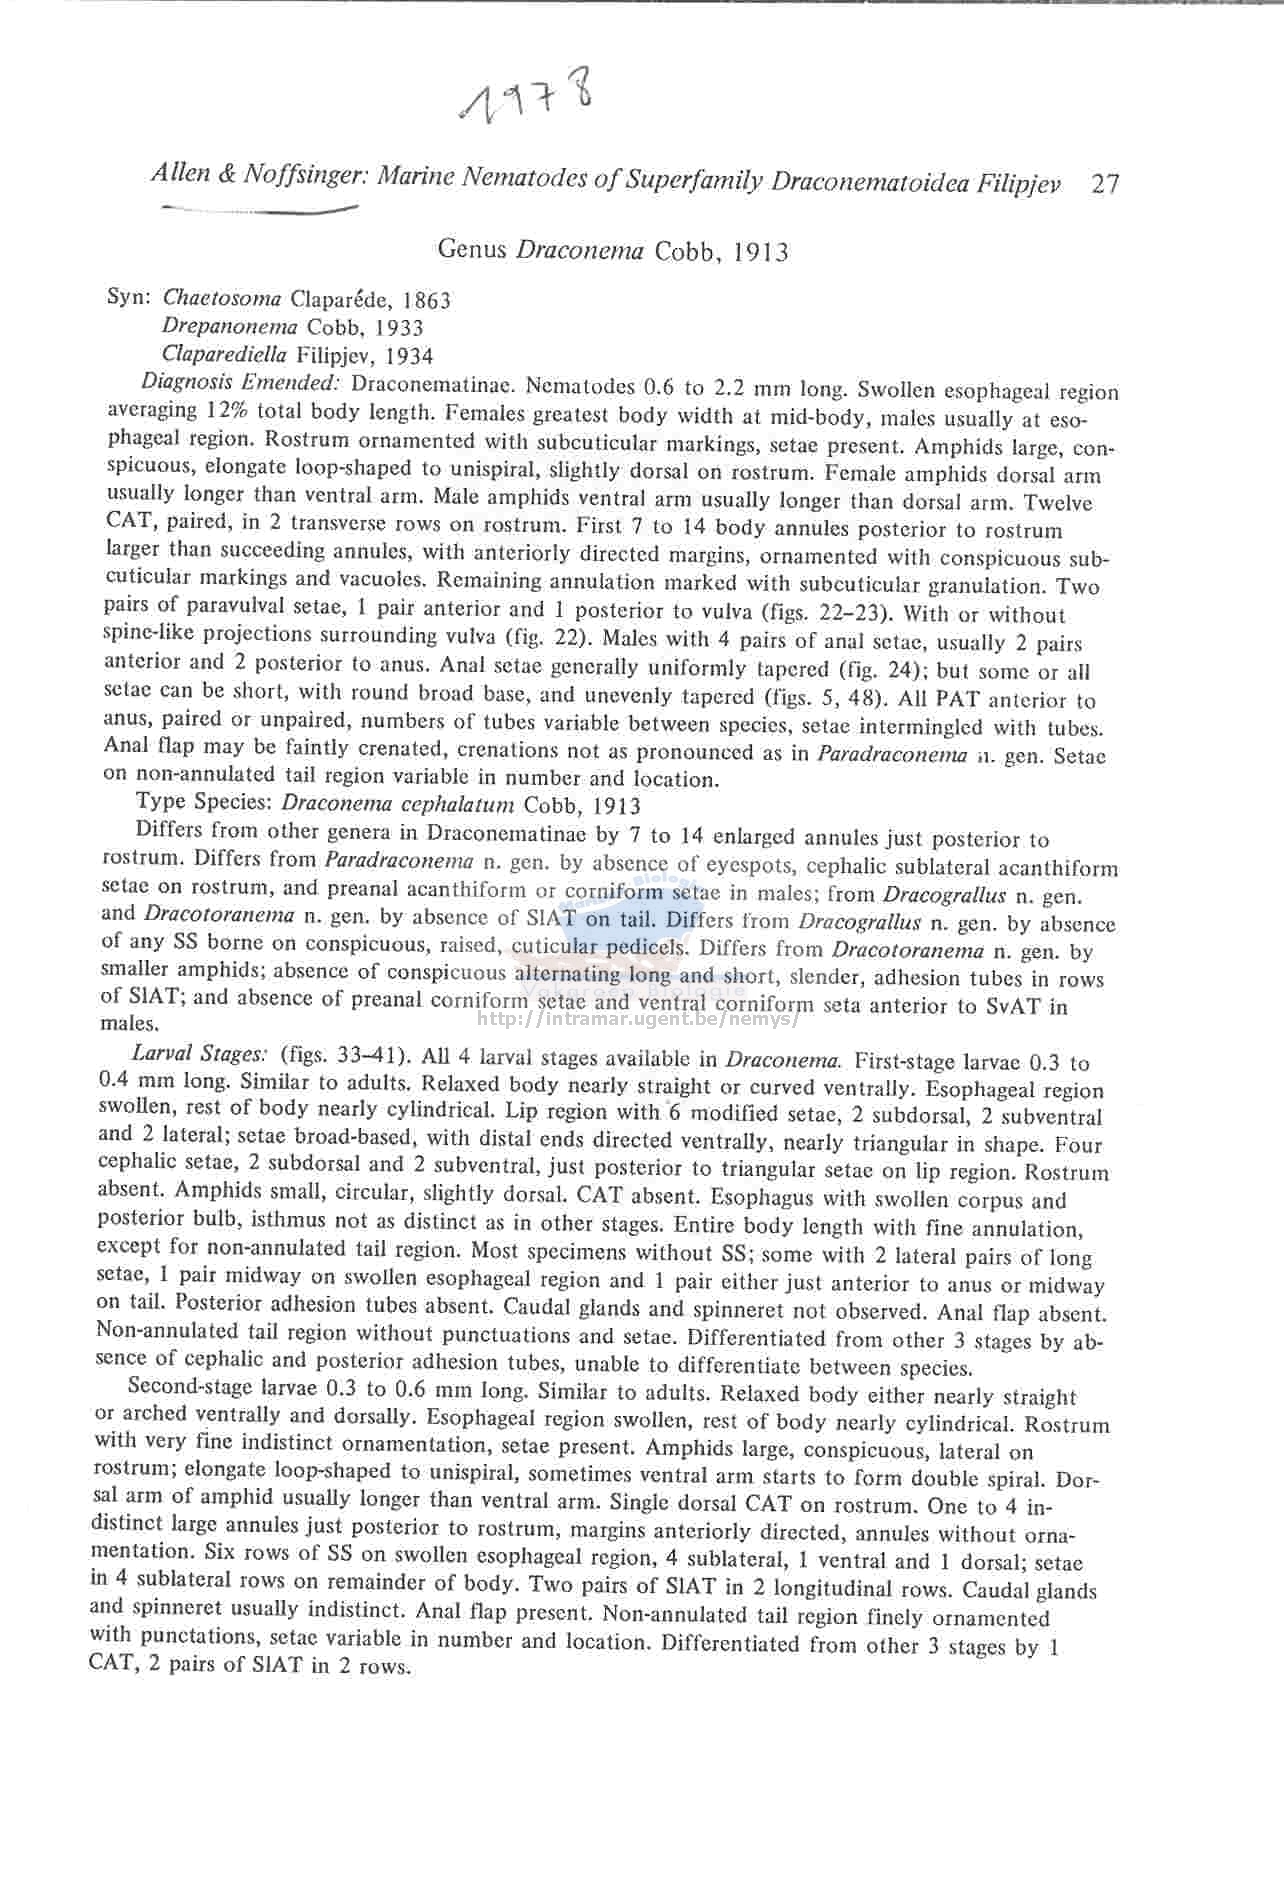 1978
Allen & Noffsinger: Marine Nematodes of Superfamily Draconematoidea Filipjev 27
Genus Draconema Cobb, 1913
Syn: Chaetosoma Claparéde, 1863
Drepanonema Cobb, 1933
Claparediella Filipjev, 1934
Diagnosis Emended: Draconematinae. Nematodes 0.6 to 2.2 mm long. Swollen esophageal region
averaging 12% total body length. Females greatest body width at mid-body, males usually at eso-
phageal region. Rostrum ornamented with subcuticular markings, setae present. Amphids large, con-
spicuous, elongate loop-shaped to unispiral, slightly dorsal on rostrum. Female amphids dorsal arm
usually longer than ventral arm. Male amphids ventral arm usually longer than dorsal arm. Twelve
CAT, paired, in 2 transverse rows on rostrum. First 7 to 14 body annules posterior to rostrum
larger than succeeding annules, with anteriorly directed margins, ornamented with conspicuous sub-
cuticular markings and vacuoles. Remaining annulation marked with subcuticular granulation. Two
pairs of paravulval setae, 1 pair anterior and 1 posterior to vulva (figs. 22–23). With or without
spine-like projections surrounding vulva (fig. 22). Males with 4 pairs of anal setae, usually 2 pairs
anterior and 2 posterior to anus. Anal setae generally uniformly tapered (fig. 24); but some or all
setae can be short, with round broad base, and unevenly tapered (figs. 5, 48). All PAT anterior to
anus, paired or unpaired, numbers of tubes variable between species, setae intermingled with tubes.
Anal flap may be faintly crenated, crenations not as pronounced as in Paradraconema n. gen. Setae
on non-annulated tail region variable in number and location.
Type Species: Draconema cephalatum Cobb, 1913
Differs from other genera in Draconematinae by 7 to 14 enlarged annules just posterior to
rostrum. Differs from Paradraconema n. gen. by absence of eyespots, cephalic sublateral acanthiform
setae on rostrum, and preanal acanthiform or corniform setae in males; from Dracograllus n. gen.
and Dracotoranema n. gen. by absence of SlAT on tail. Differs from Dracograllus n. gen. by absence
of any SS borne on conspicuous, raised, cuticular pedicels. Differs from Dracotoranema n. gen. by
smaller amphids; absence of conspicuous alternating long and short, slender, adhesion tubes in rows
of SlAT; and absence of preanal corniform setae and ventral corniform seta anterior to SvAT in
males.
http://intramar.ugent.be/nemys/
Larval Stages: (figs. 33–41). All 4 larval stages available in Draconema. First-stage larvae 0.3 to
0.4 mm long. Similar to adults. Relaxed body nearly straight or curved ventrally. Esophageal region
swollen, rest of body nearly cylindrical. Lip region with 6 modified setae, 2 subdorsal, 2 subventral
and 2 lateral; setae broad-based, with distal ends directed ventrally, nearly triangular in shape. Four
cephalic setae, 2 subdorsal and 2 subventral, just posterior to triangular setae on lip region. Rostrum
absent. Amphids small, circular, slightly dorsal. CAT absent. Esophagus with swollen corpus and
posterior bulb, isthmus not as distinct as in other stages. Entire body length with fine annulation,
except for non-annulated tail region. Most specimens without SS; some with 2 lateral pairs of long
setae, 1 pair midway on swollen esophageal region and 1 pair either just anterior to anus or midway
on tail. Posterior adhesion tubes absent. Caudal glands and spinneret not observed. Anal flap absent.
Non-annulated tail region without punctuations and setae. Differentiated from other 3 stages by ab-
sence of cephalic and posterior adhesion tubes, unable to differentiate between species.
Second-stage larvae 0.3 to 0.6 mm long. Similar to adults. Relaxed body either nearly straight
or arched ventrally and dorsally. Esophageal region swollen, rest of body nearly cylindrical. Rostrum
with very fine indistinct ornamentation, setae present. Amphids large, conspicuous, lateral on
rostrum; elongate loop-shaped to unispiral, sometimes ventral arm starts to form double spiral. Dor-
sal arm of amphid usually longer than ventral arm. Single dorsal CAT on rostrum. One to 4 in-
distinct large annules just posterior to rostrum, margins anteriorly directed, annules without orna-
mentation. Six rows of SS on swollen esophageal region, 4 sublateral, 1 ventral and 1 dorsal; setae
in 4 sublateral rows on remainder of body. Two pairs of SlAT in 2 longitudinal rows. Caudal glands
and spinneret usually indistinct. Anal flap present. Non-annulated tail region finely ornamented
with punctations, setae variable in number and location. Differentiated from other 3 stages by 1
CAT, 2 pairs of SlAT in 2 rows.